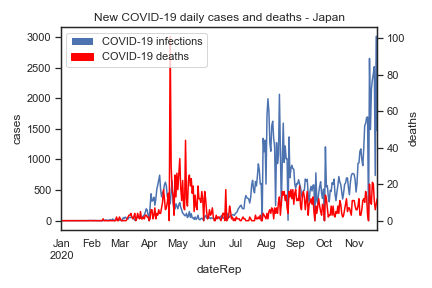 New COVID-19 daily cases and deaths - Japan
COVID-19 infections
COVID-19 deaths
3000
2500
2000
1500
1000
500
0
cases
100
80
60
40
20
0
deaths
Jan Feb Mar Apr May Jun Jul Aug Sep Oct Nov
2020
dateRep